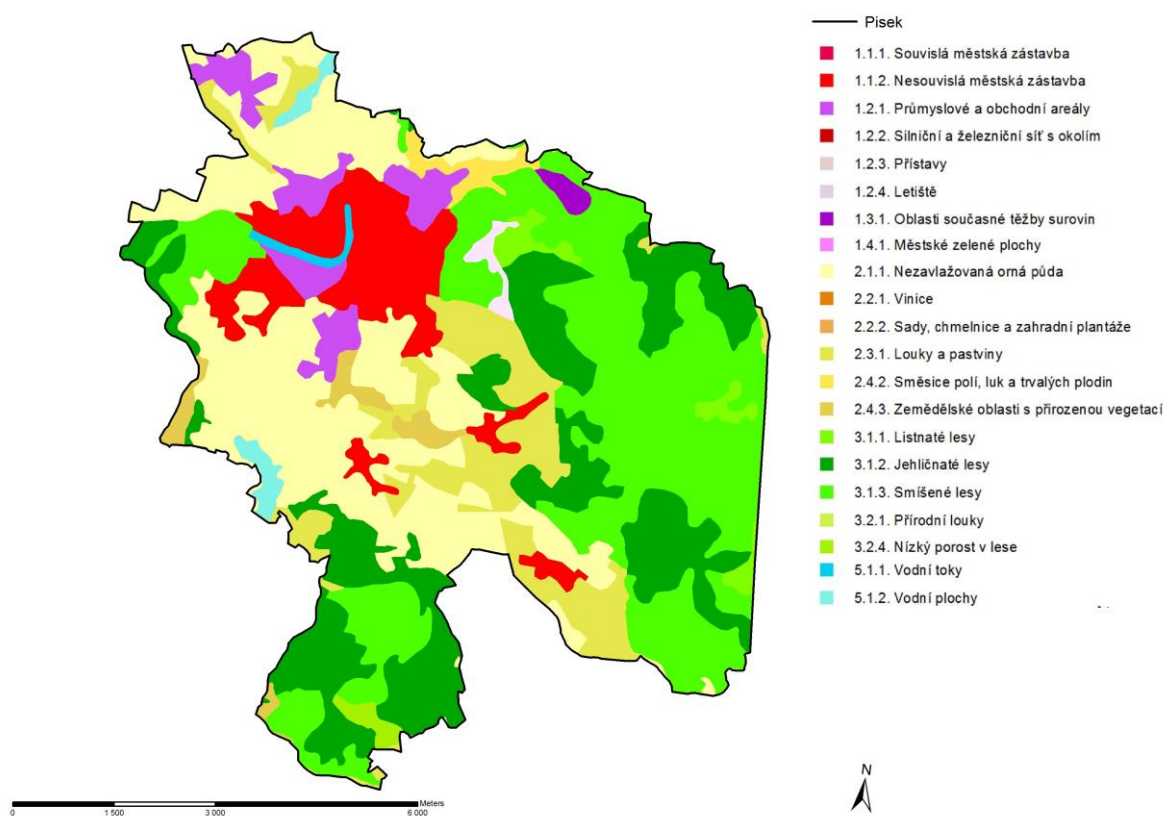 Pisek
1.1.1. Souvislá městská zástavba
1.1.2. Nesouvislá městská zástavba
1.2.1. Průmyslové a obchodní areály
1.2.2. Silniční a železniční síť s okolím
1.2.3. Přístavy
1.2.4. Letiště
1.3.1. Oblasti současné těžby surovin
1.4.1. Městské zelené plochy
2.1.1. Nezavlažovaná orná půda
2.2.1. Vinice
2.2.2. Sady, chmelnice a zahradní plantáže
2.3.1. Louky a pastviny
2.4.2. Směsice polí, luk a trvalých plodin
2.4.3. Zemědělské oblasti s přirozenou vegetací
3.1.1. Listnaté lesy
3.1.2. Jehličnaté lesy
3.1.3. Smíšené lesy
3.2.1. Přírodní louky
3.2.4. Nízký porost v lese
5.1.1. Vodní toky
5.1.2. Vodní plochy
N
Meters
0 1 500 3 000 6 000